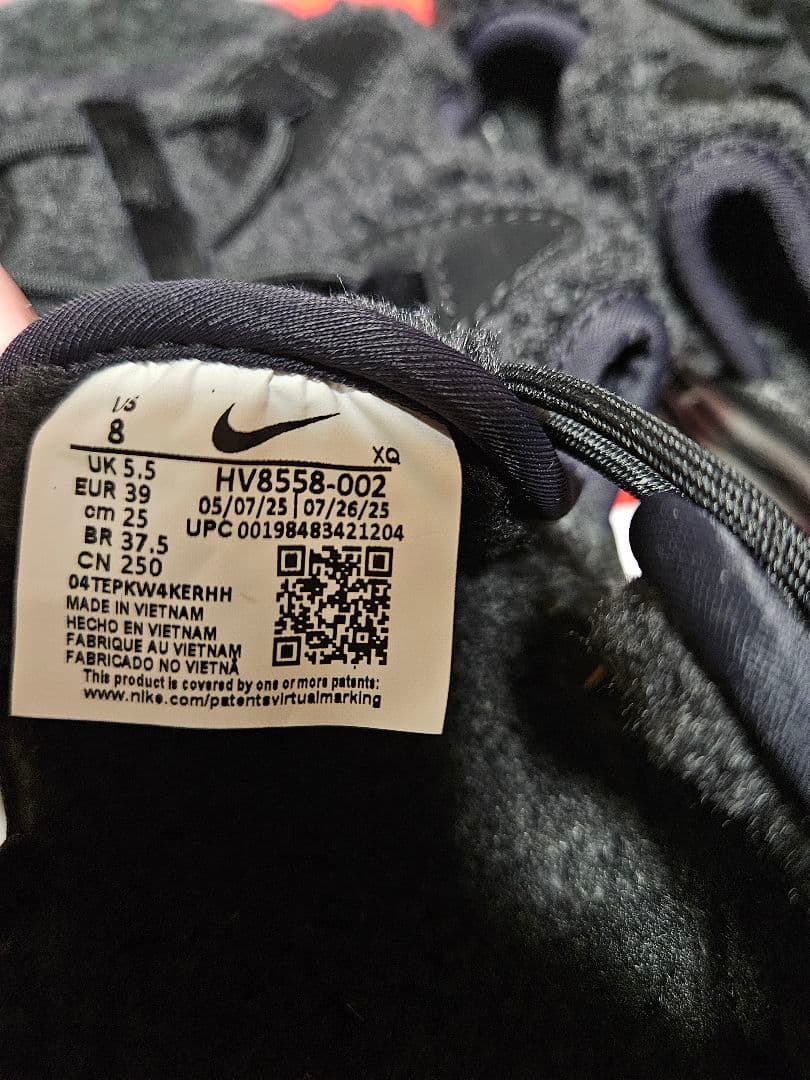 US
8
XQ
UK 5.5
EUR 39
cm 25
BR 37.5
CN 250
HV8558-002
05/07/25 | 07/26/25
UPC 00198483421204
04TEPKW4KERHH
MADE IN VIETNAM
HECHO EN VIETNAM
FABRIQUE AU VIETNAM
FABRICADO NO VIETNÃ
This product is covered by one or more patents:
www.nike.com/patentsvirtualmarking